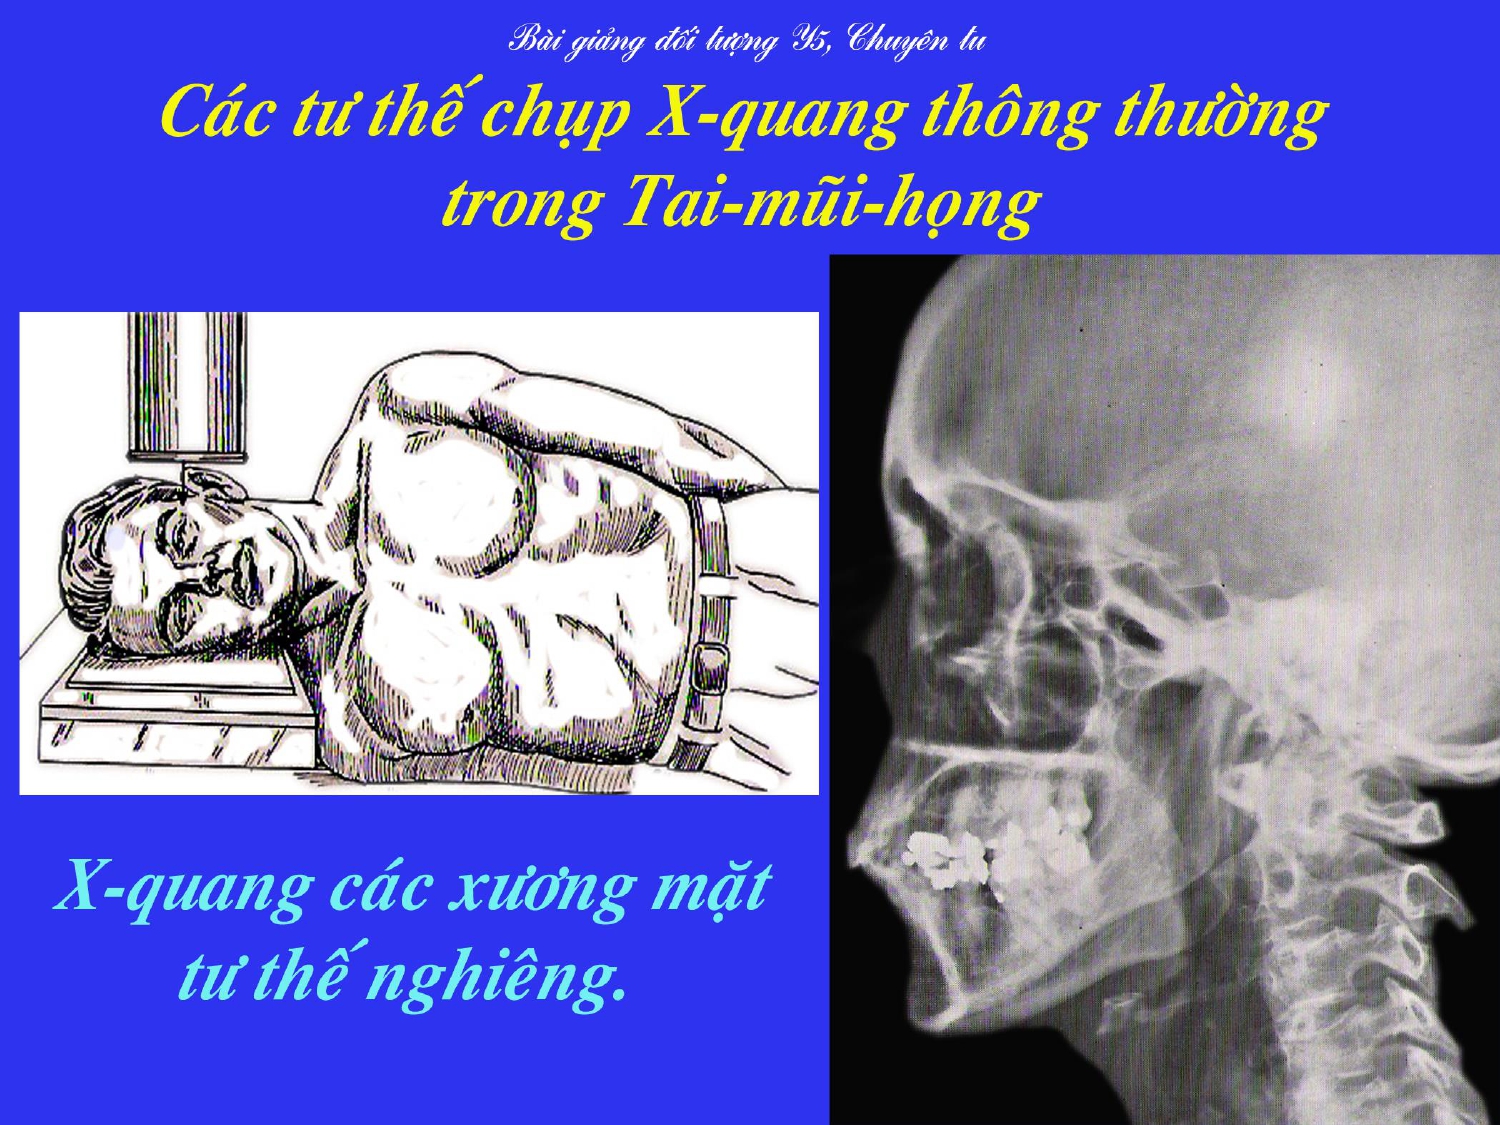 Bài giảng đối tượng Y5, Chuyên tu
Các tư thế chụp X-quang thông thường
trong Tai-mũi-họng
X-quang các xương mặt
tư thế nghiêng.